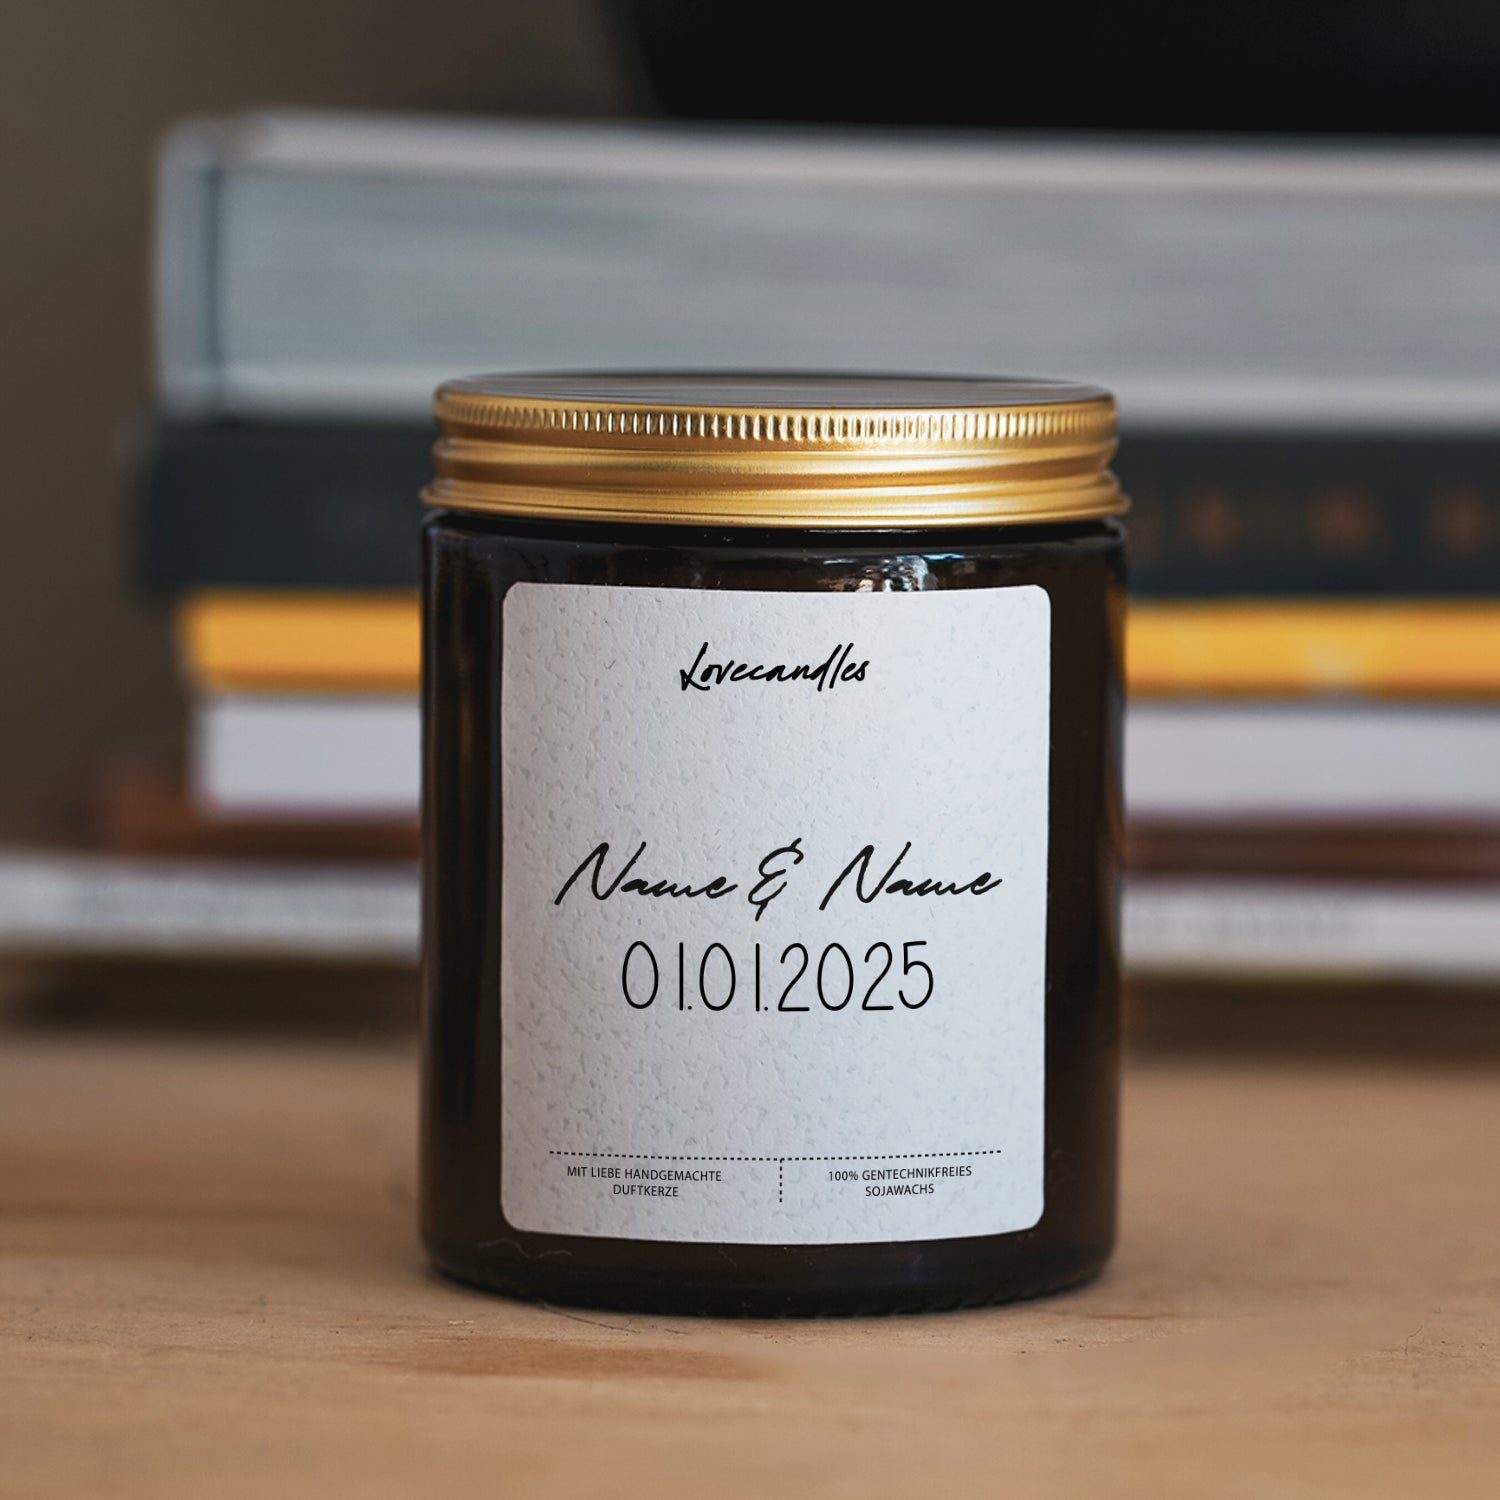 Lovecandles
Name & Name
01.01.2025
MIT LIEBE HANDGEMACHTE
DUFTKERZE
100% GENTECHNIKFREIES
SOJAWACHS